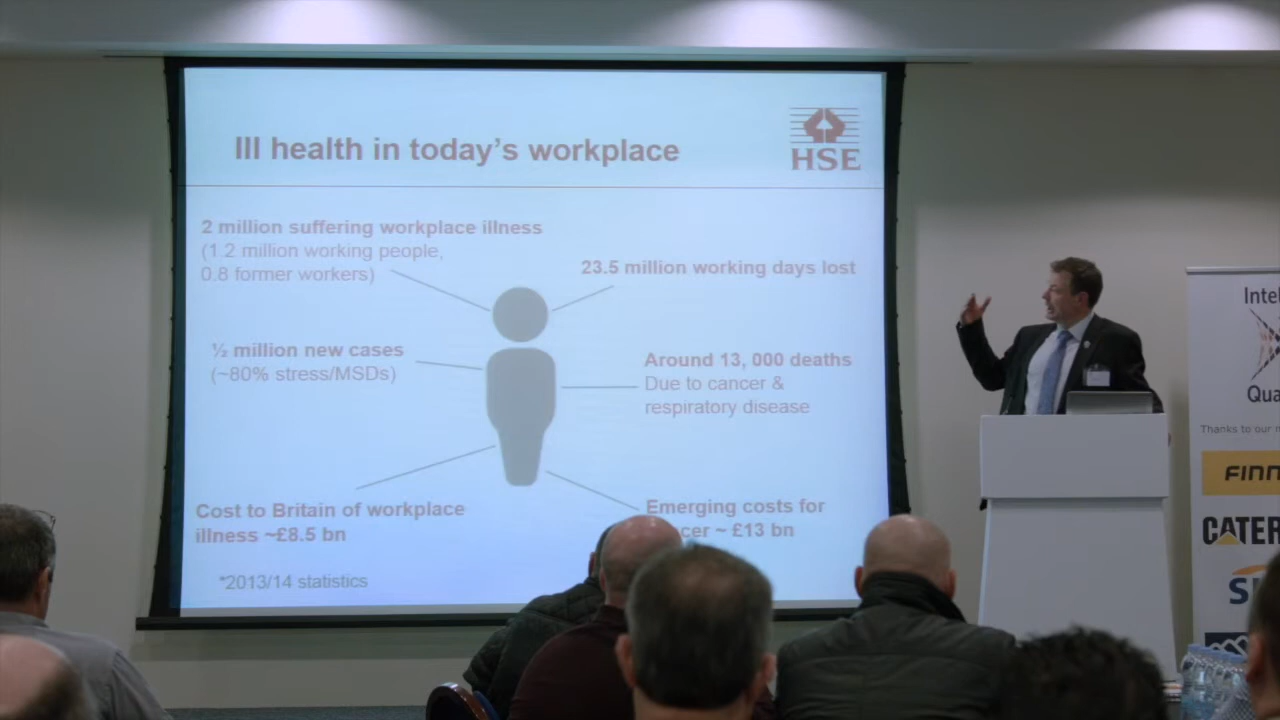 Ill health in today's workplace
HSE
2 million suffering workplace illness
(1.2 million working people,
0.8 former workers)
23.5 million working days lost
½ million new cases
(~80% stress/MSDs)
Around 13, 000 deaths
Due to cancer &
respiratory disease
Cost to Britain of workplace
illness ~£8.5 bn
Emerging costs for
cer ~ £13 bn
*2013/14 statistics
Intel
Qua
Thanks to our
FINN
CATER